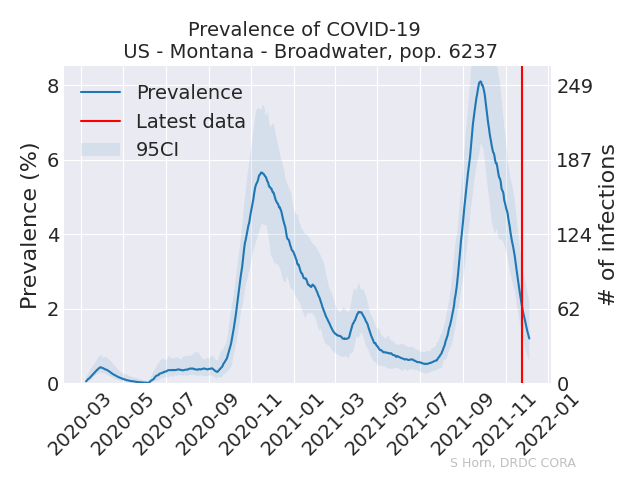 Prevalence of COVID-19
US - Montana - Broadwater, pop. 6237
Prevalence
Latest data
95CI
Prevalence (%)
8
6
4
2
0
# of infections
249
187
124
62
0
2020-03
2020-05
2020-07
2020-09
2020-11
2021-01
2021-03
2021-05
2021-07
2021-09
2021-11
2022-01
S Horn, DRDC CORA